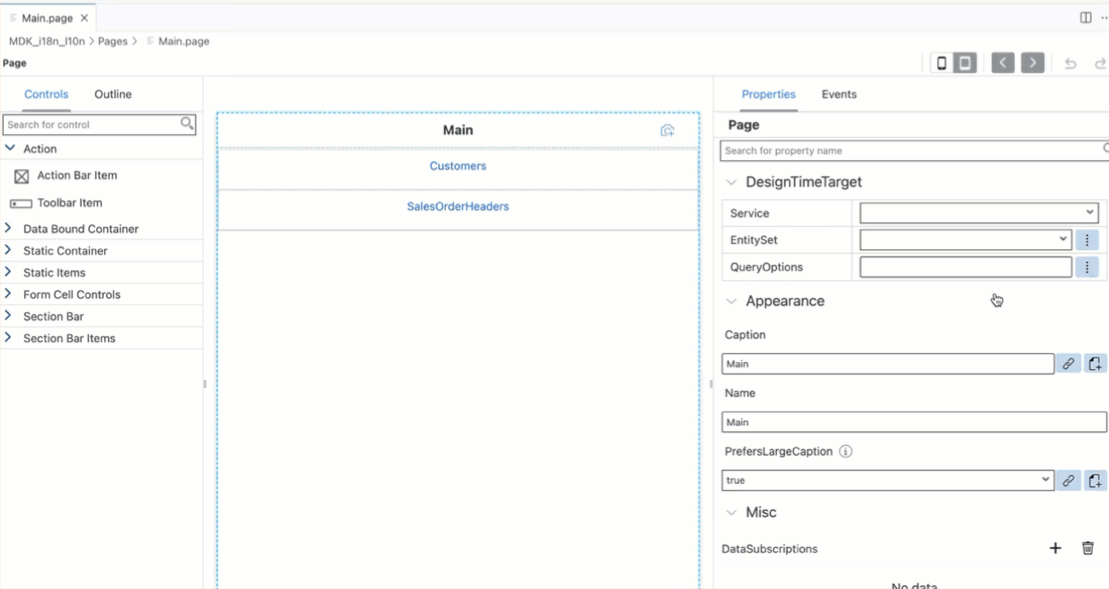 Main.page
MDK_i18n_l10n > Pages > Main.page
Page
Controls
Outline
Search for control
Action
Action Bar Item
Toolbar Item
Data Bound Container
Static Container
Static Items
Form Cell Controls
Section Bar
Section Bar Items
Main
Customers
SalesOrderHeaders
Properties
Events
Page
Search for property name
DesignTimeTarget
Service
EntitySet
QueryOptions
Appearance
Caption
Main
Name
Main
PrefersLargeCaption
true
Misc
DataSubscriptions
No data